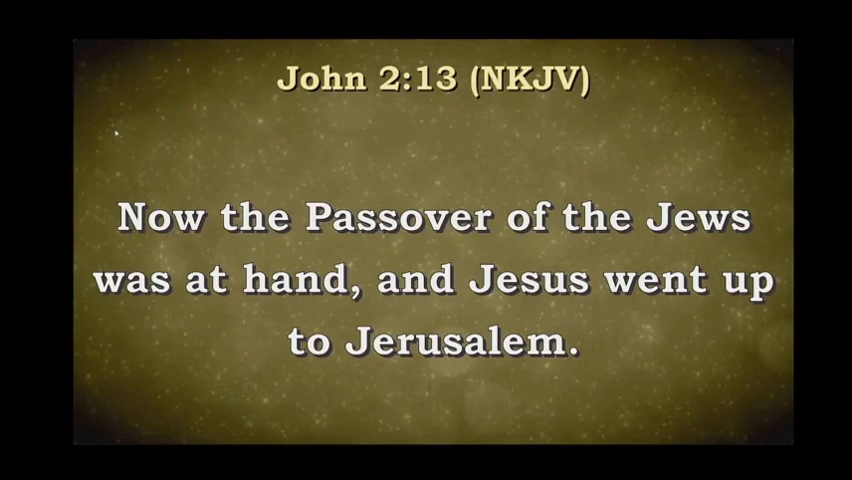 John 2:13 (NKJV)
Now the Passover of the Jews
was at hand, and Jesus went up
to Jerusalem.